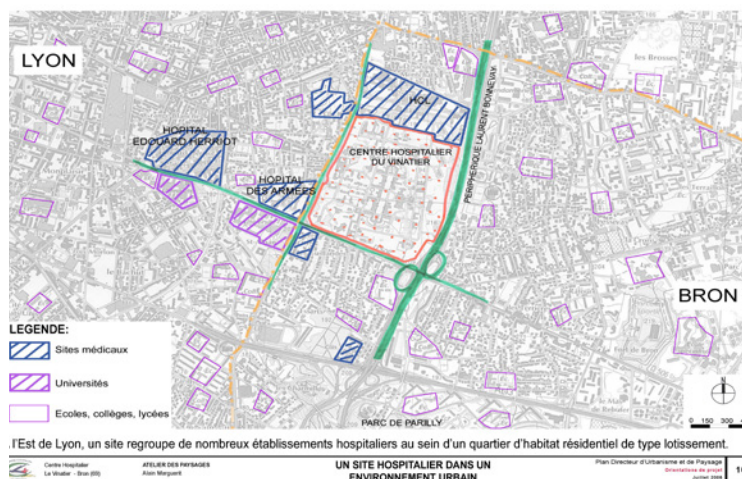 LYON
les Brosses
HCL
HOPITAL
EDOUARD HERRIOT
CENTRE HOSPITALIER
DU VINATIER
PERIPHERIQUE LAURENT BONNEVAY
HOPITAL
DES ARMÉES
BRON
LEGENDE:
Sites médicaux
Universités
Ecoles, collèges, lycées
PARC DE PARILLY
N
0 150 300
l'Est de Lyon, un site regroupe de nombreux établissements hospitaliers au sein d'un quartier d'habitat résidentiel de type lotissement.
Centre Hospitalier
Le Vinatier - Bron (69)
ATELIER DES PAYSAGES
Alain Marguerit
UN SITE HOSPITALIER DANS UN
ENVIRONNEMENT URBAIN
Plan Directeur d'Urbanisme et de Paysage
Orientations de projet